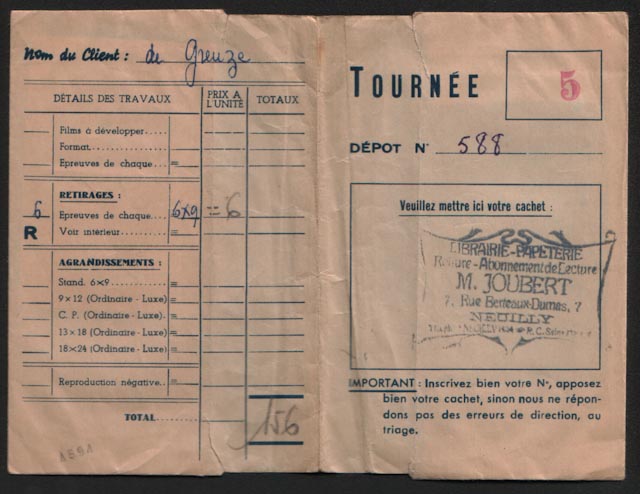 Nom du Client : de Greuze
DÉTAILS DES TRAVAUX PRIX A L'UNITÉ TOTAUX
Films à développer.....
Format.............
Epreuves de chaque...=
RETIRAGES :
6 Epreuves de chaque... 6x9 = 6
R Voir intérieur......=
AGRANDISSEMENTS :
Stand. 6×9........=
9×12 (Ordinaire - Luxe)=
C. P. (Ordinaire - Luxe).=
13×18 (Ordinaire - Luxe)=
18×24 (Ordinaire - Luxe)=
Reproduction négative..=
TOTAL........ 156
TOURNÉE
5
DÉPOT N° 588
Veuillez mettre ici votre cachet :
LIBRAIRIE-PAPETERIE
Reliure - Abonnement de Lecture
M. JOUBERT
7, Rue Berteaux-Dumas, 7
NEUILLY
IMPORTANT : Inscrivez bien votre N°, apposez
bien votre cachet, sinon nous ne répon-
dons pas des erreurs de direction, au
triage.